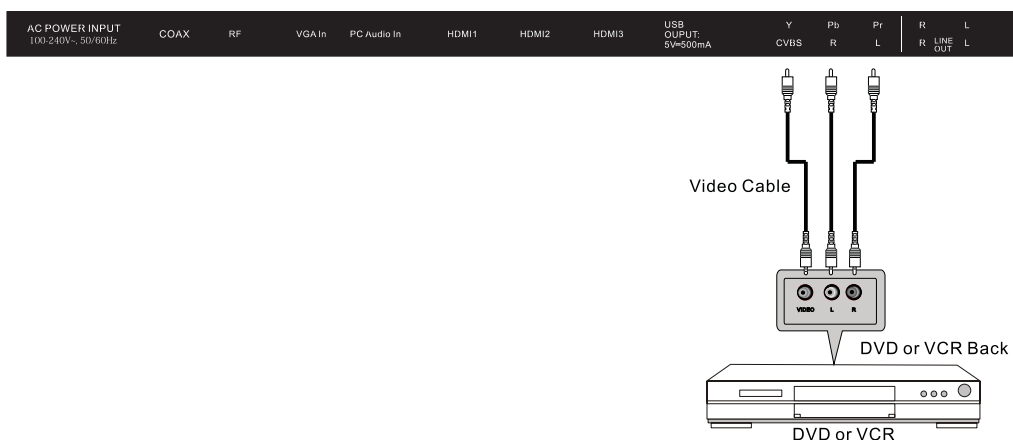 AC POWER INPUT
100-240V~, 50/60Hz
COAX
RF
VGA In
PC Audio In
HDMI1
HDMI2
HDMI3
USB
OUPUT:
5V=500mA
Y Pb Pr R L
CVBS R L R LINE OUT L
Video Cable
VIDEO L R
DVD or VCR Back
DVD or VCR